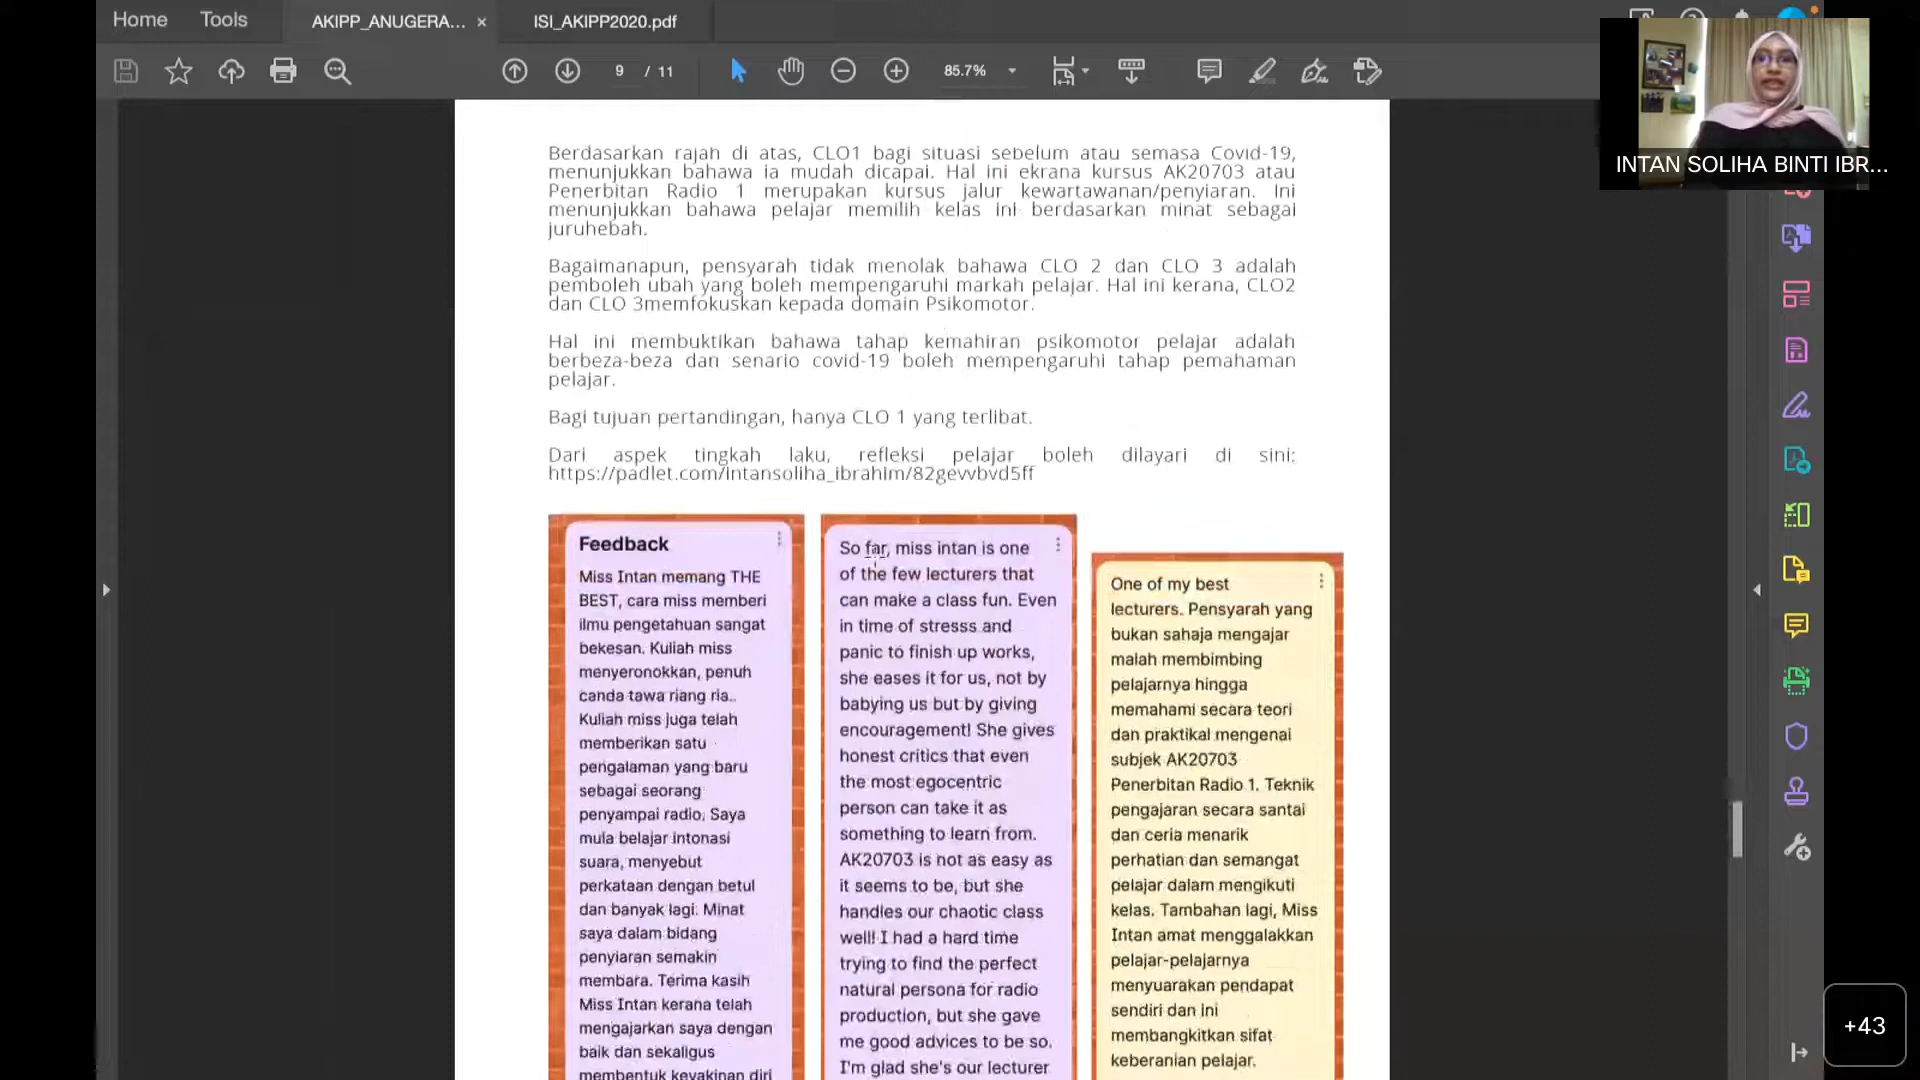 Home
Tools
AKIPP_ANUGERA...
ISI_AKIPP2020.pdf
9 / 11
85.7%
INTAN SOLIHA BINTI IBR...
Berdasarkan rajah di atas, CLO1 bagi situasi sebelum atau semasa Covid-19,
menunjukkan bahawa ia mudah dicapai. Hal ini ekrana kursus AK20703 atau
Penerbitan Radio 1 merupakan kursus jalur kewartawanan/penyiaran. Ini
menunjukkan bahawa pelajar memilih kelas ini berdasarkan minat sebagai
juruhebah.
Bagaimanapun, pensyarah tidak menolak bahawa CLO 2 dan CLO 3 adalah
pemboleh ubah yang boleh mempengaruhi markah pelajar. Hal ini kerana, CLO2
dan CLO 3memfokuskan kepada domain Psikomotor.
Hal ini membuktikan bahawa tahap kemahiran psikomotor pelajar adalah
berbeza-beza dan senario covid-19 boleh mempengaruhi tahap pemahaman
pelajar.
Bagi tujuan pertandingan, hanya CLO 1 yang terlibat.
Dari aspek tingkah laku, refleksi pelajar boleh dilayari di sini:
https://padlet.com/intansoliha_ibrahim/82gevvbvd5ff
Feedback
Miss Intan memang THE
BEST, cara miss memberi
ilmu pengetahuan sangat
bekesan. Kuliah miss
menyeronokkan, penuh
canda tawa riang ria..
Kuliah miss juga telah
memberikan satu
pengalaman yang baru
sebagai seorang
penyampai radio. Saya
mula belajar intonasi
suara, menyebut
perkataan dengan betul
dan banyak lagi. Minat
saya dalam bidang
penyiaran semakin
membara. Terima kasih
Miss Intan kerana telah
mengajarkan saya dengan
baik dan sekaligus
membentuk keyakinan diri
So far, miss intan is one
of the few lecturers that
can make a class fun. Even
in time of stresss and
panic to finish up works,
she eases it for us, not by
babying us but by giving
encouragement! She gives
honest critics that even
the most egocentric
person can take it as
something to learn from.
AK20703 is not as easy as
it seems to be, but she
handles our chaotic class
well! I had a hard time
trying to find the perfect
natural persona for radio
production, but she gave
me good advices to be so.
I'm glad she's our lecturer
One of my best
lecturers. Pensyarah yang
bukan sahaja mengajar
malah membimbing
pelajarnya hingga
memahami secara teori
dan praktikal mengenai
subjek AK20703
Penerbitan Radio 1. Teknik
pengajaran secara santai
dan ceria menarik
perhatian dan semangat
pelajar dalam mengikuti
kelas. Tambahan lagi, Miss
Intan amat menggalakkan
pelajar-pelajarnya
menyuarakan pendapat
sendiri dan ini
membangkitkan sifat
keberanian pelajar.
+43